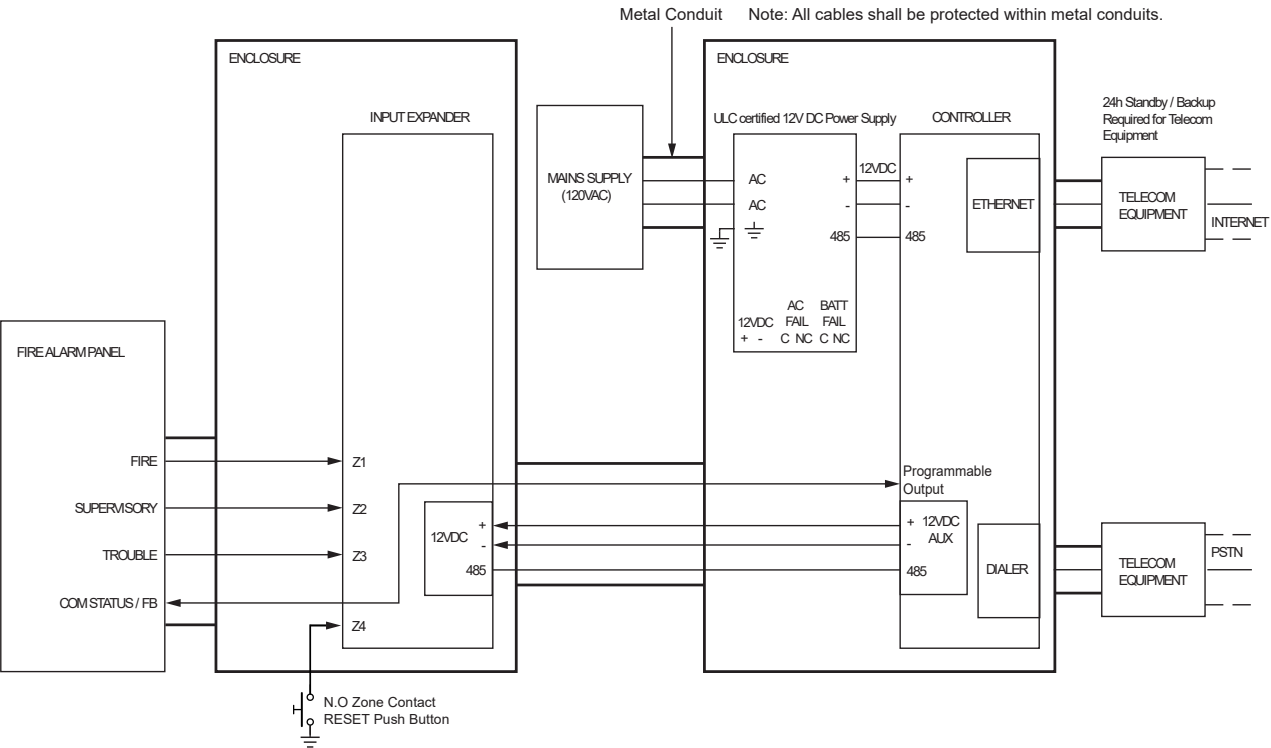 Metal Conduit
Note: All cables shall be protected within metal conduits.
ENCLOSURE
INPUT EXPANDER
FIRE ALARM PANEL
FIRE
SUPERVISORY
TROUBLE
COM STATUS / FB
Z1
Z2
Z3
Z4
12VDC
+
-
485
N.O Zone Contact
RESET Push Button
MAINS SUPPLY
(120VAC)
ENCLOSURE
ULC certified 12V DC Power Supply
AC
AC
+
-
485
12VDC
+ -
AC
FAIL
C NC
BATT
FAIL
C NC
12VDC
CONTROLLER
+
-
485
ETHERNET
Programmable
Output
+ 12VDC
AUX
-
485
DIALER
24h Standby / Backup
Required for Telecom
Equipment
TELECOM
EQUIPMENT
INTERNET
TELECOM
EQUIPMENT
PSTN